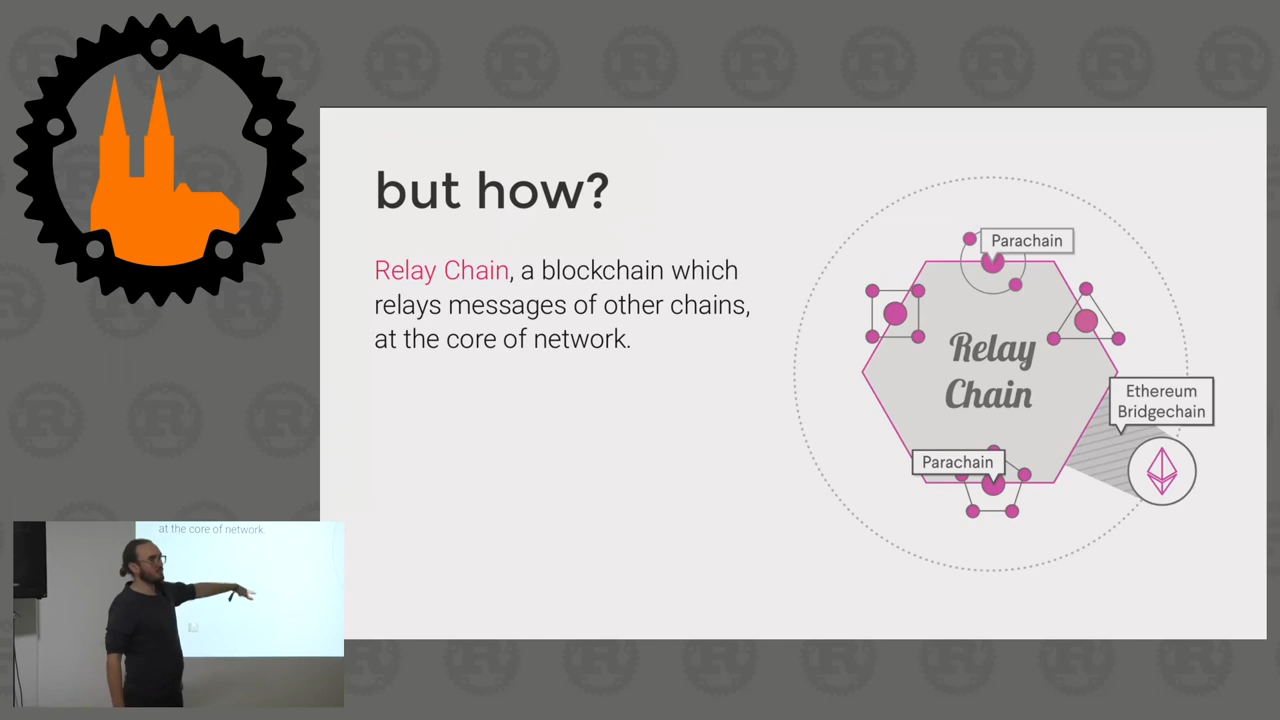 but how?
Relay Chain, a blockchain which
relays messages of other chains,
at the core of network.
Parachain
Relay
Chain
Ethereum
Bridgechain
Parachain
at the core of network.